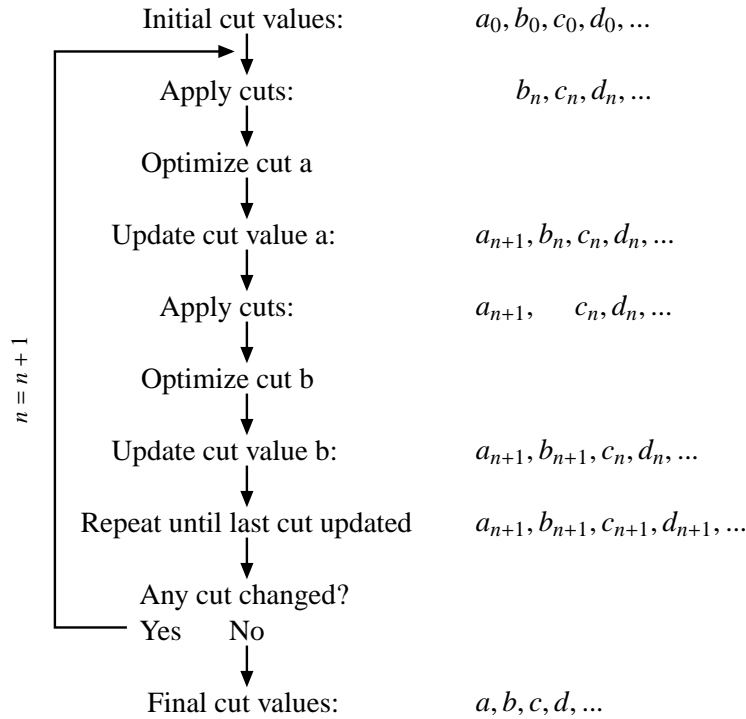 Initial cut values: a₀, b₀, c₀, d₀, ...
Apply cuts: bₙ, cₙ, dₙ, ...
Optimize cut a
Update cut value a: aₙ₊₁, bₙ, cₙ, dₙ, ...
Apply cuts: aₙ₊₁, cₙ, dₙ, ...
n = n + 1
Optimize cut b
Update cut value b: aₙ₊₁, bₙ₊₁, cₙ, dₙ, ...
Repeat until last cut updated aₙ₊₁, bₙ₊₁, cₙ₊₁, dₙ₊₁, ...
Any cut changed?
Yes No
Final cut values: a, b, c, d, ...